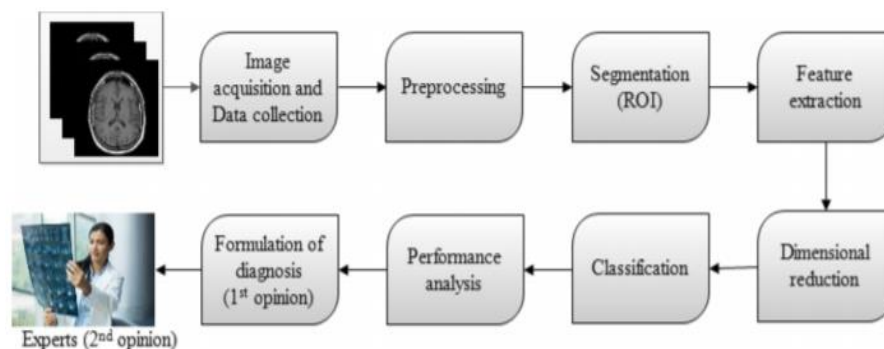 Image
acquisition and
Data collection
Preprocessing
Segmentation
(ROI)
Feature
extraction
Dimensional
reduction
Classification
Performance
analysis
Formulation of
diagnosis
(1st opinion)
Experts (2nd opinion)